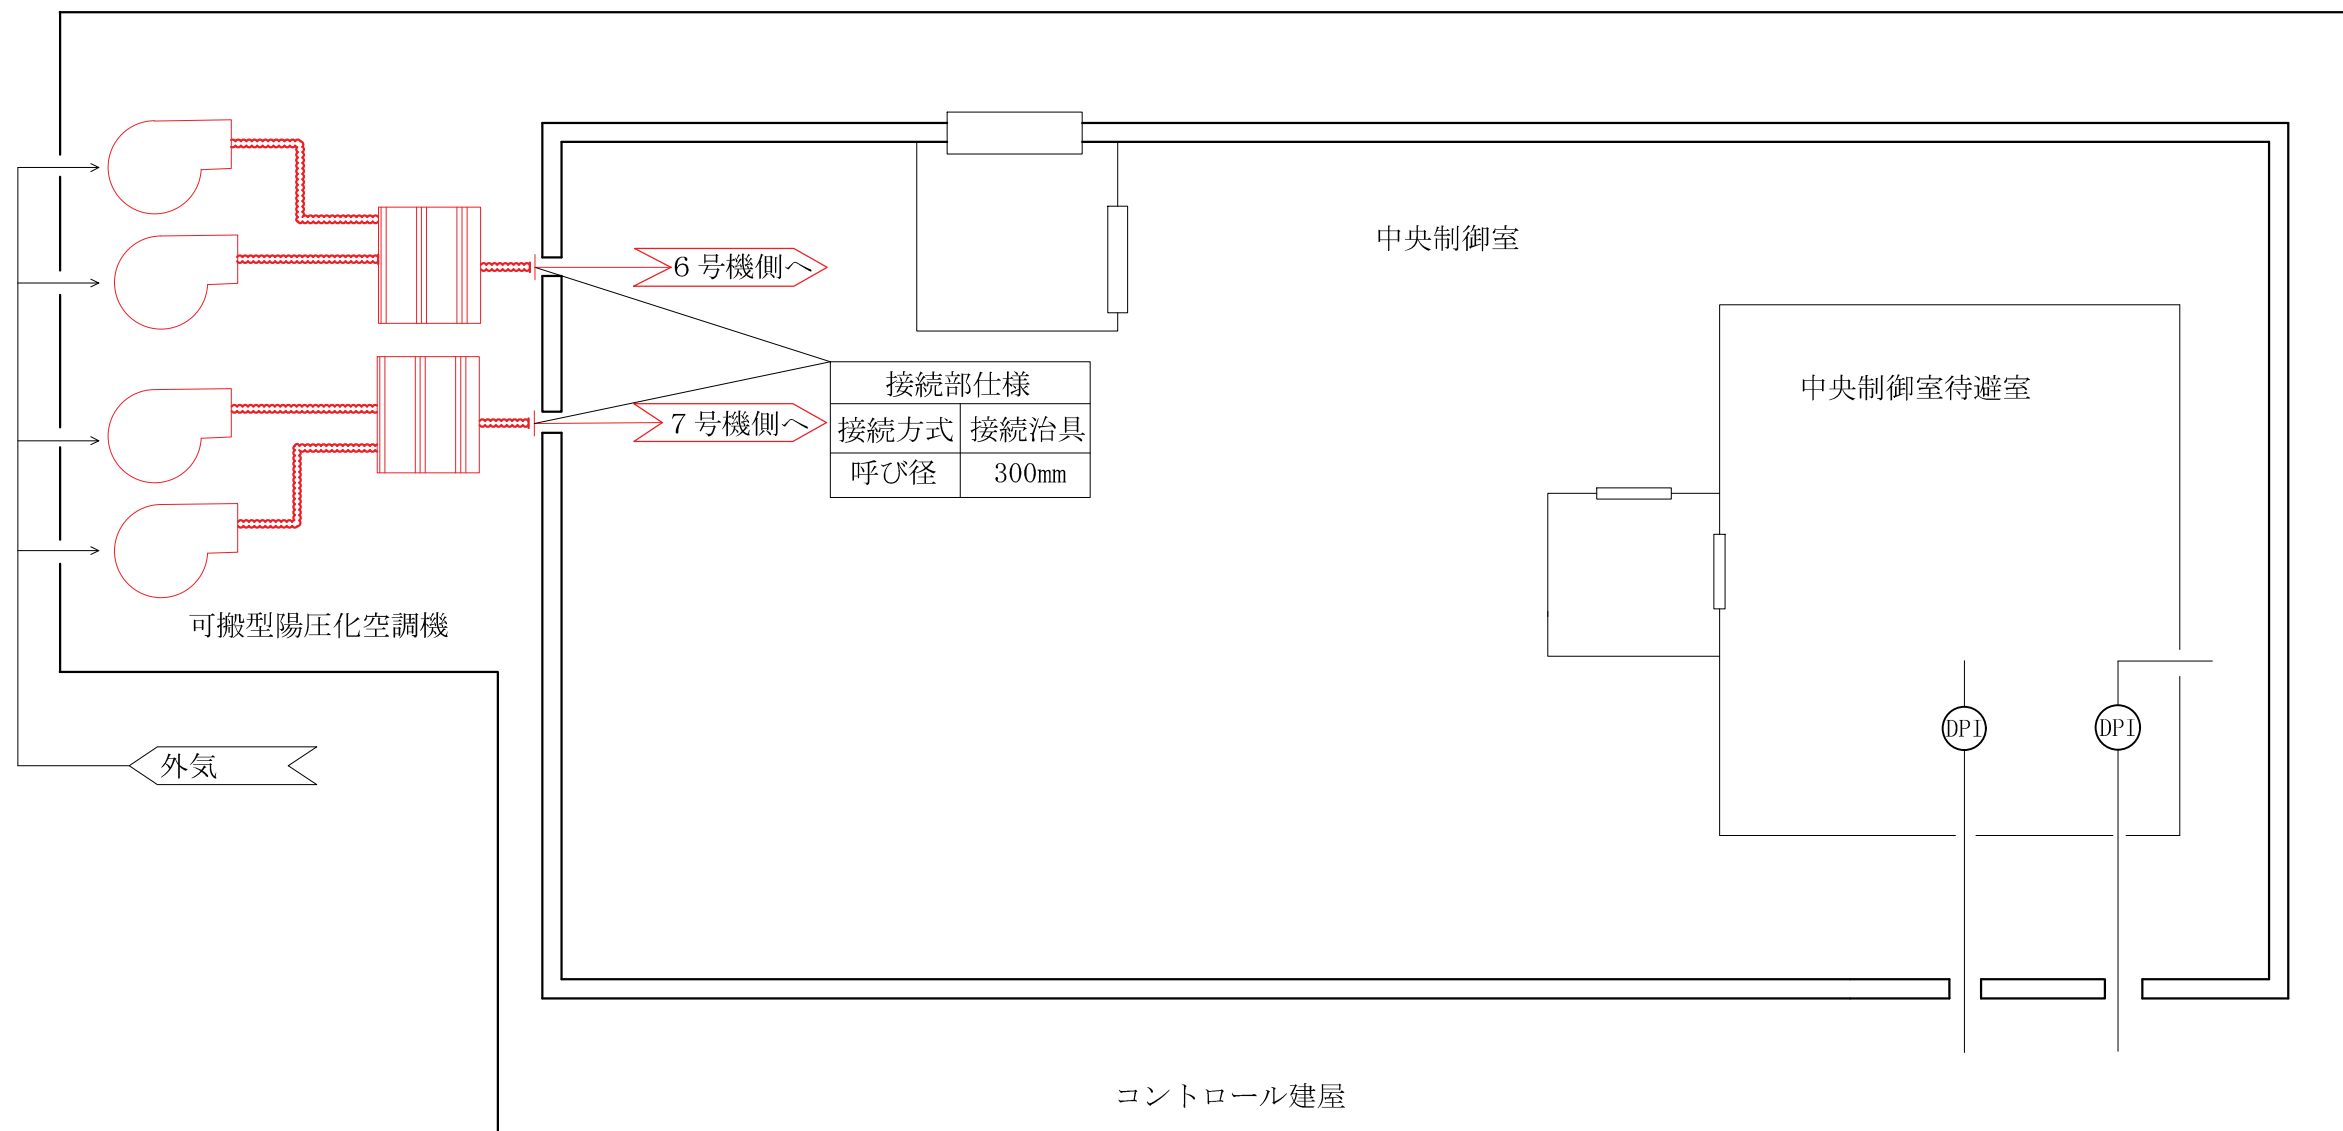 中央制御室
6号機側へ
接続部仕様
中央制御室待避室
7号機側へ
接続方式 接続治具
呼び径 300mm
可搬型陽圧化空調機
DPI DPI
外気
コントロール建屋